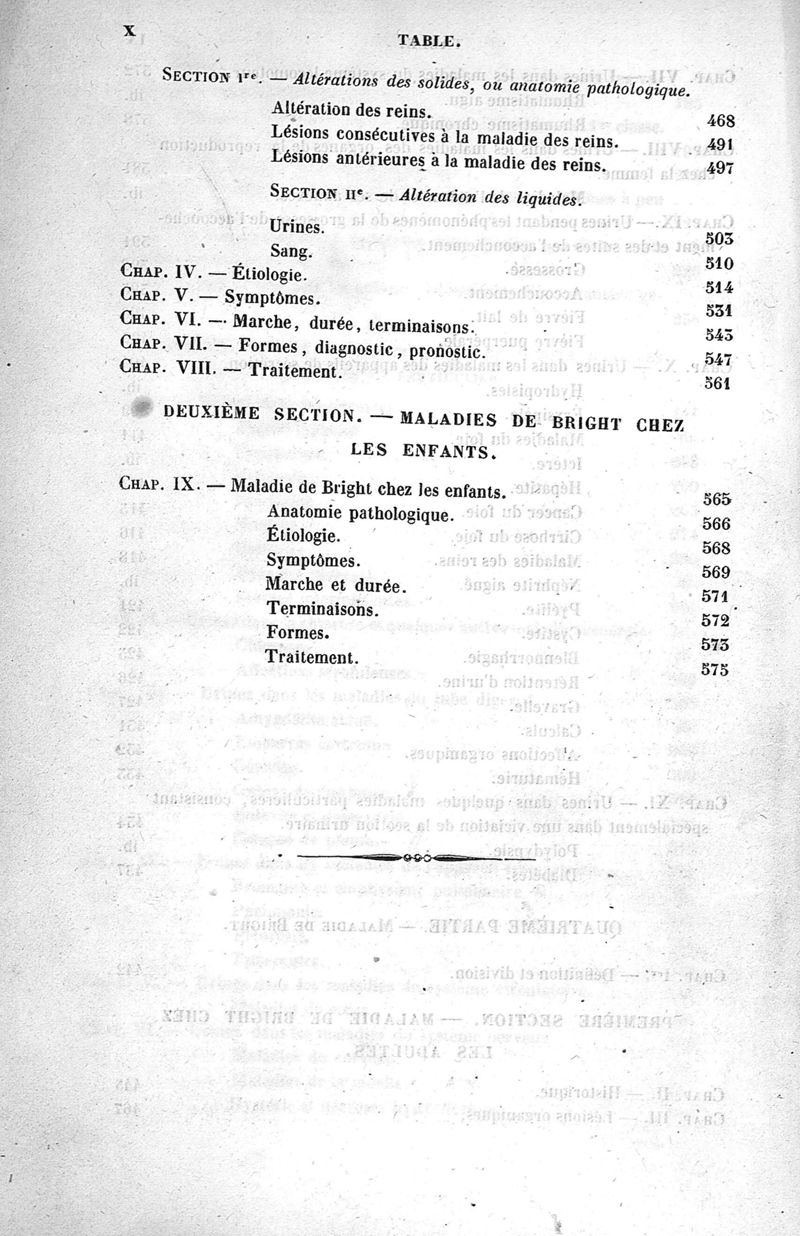 X
TABLE.
SECTION Ire. — Altérations des solides, ou anatomie pathologique.
Altération des reins. 468
Lésions consécutives à la maladie des reins. 491
Lésions antérieures à la maladie des reins. 497
SECTION IIe. — Altération des liquides.
Urines. 503
Sang. 510
CHAP. IV. — Étiologie. 514
CHAP. V. — Symptômes. 531
CHAP. VI. — Marche, durée, terminaisons. 543
CHAP. VII. — Formes, diagnostic, pronostic. 547
CHAP. VIII. — Traitement. 561
DEUXIÈME SECTION. — MALADIES DE BRIGHT CHEZ
LES ENFANTS.
CHAP. IX. — Maladie de Bright chez les enfants. 565
Anatomie pathologique. 566
Étiologie. 568
Symptômes. 569
Marche et durée. 571
Terminaisons. 572
Formes. 573
Traitement. 575